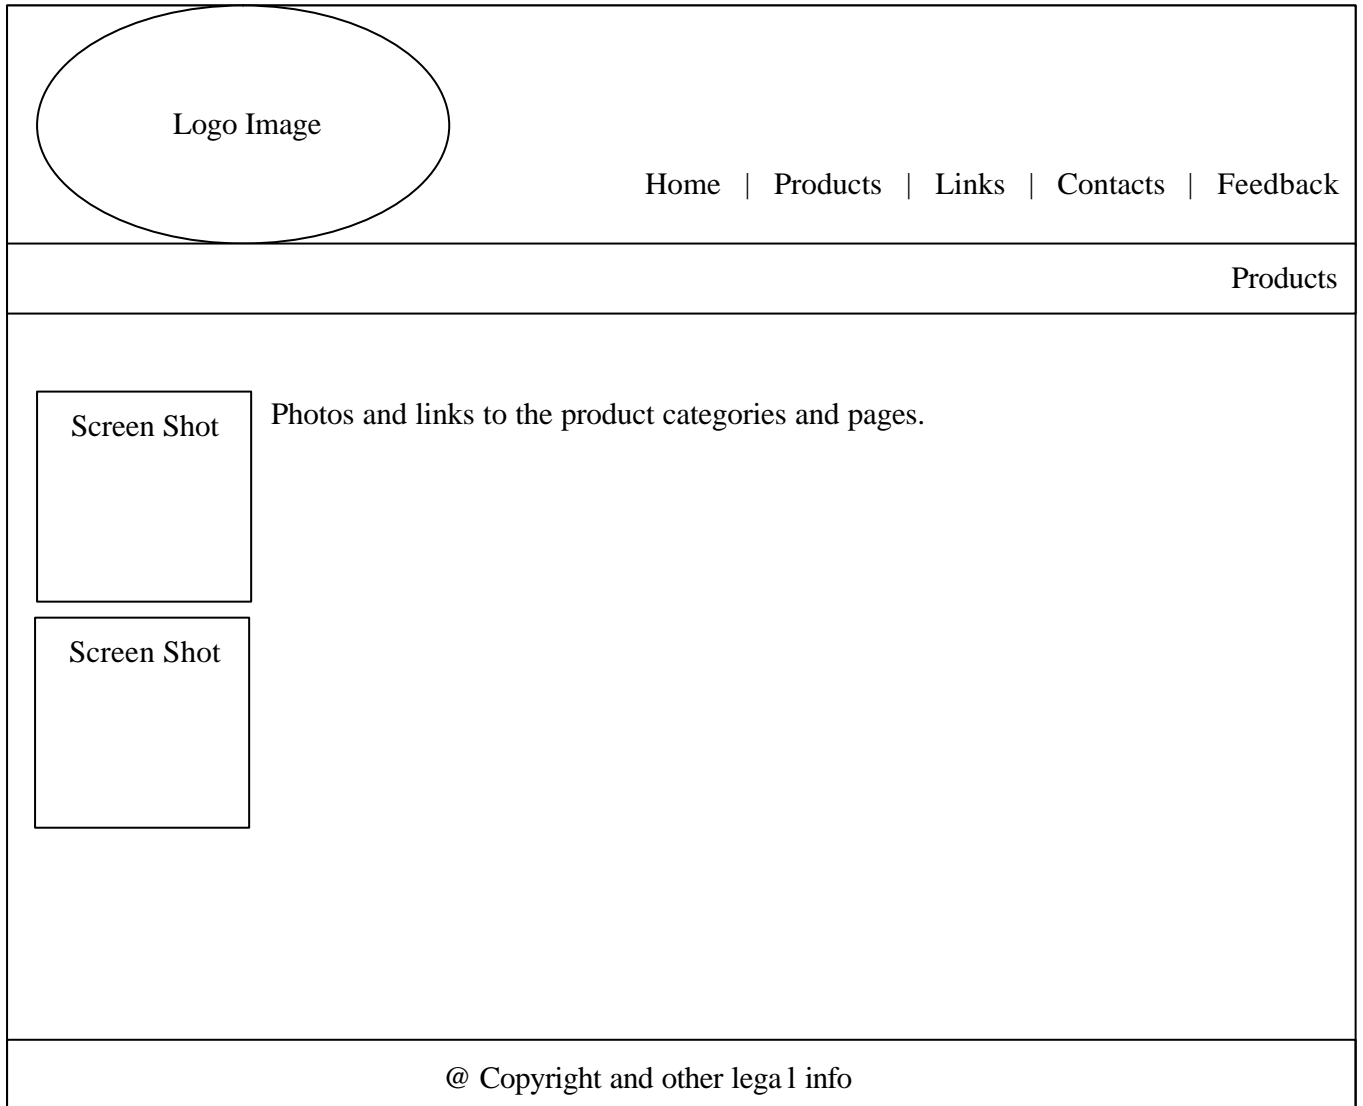 Logo Image
Home | Products | Links | Contacts | Feedback
Products
Screen Shot
Photos and links to the product categories and pages.
Screen Shot
@ Copyright and other legal info